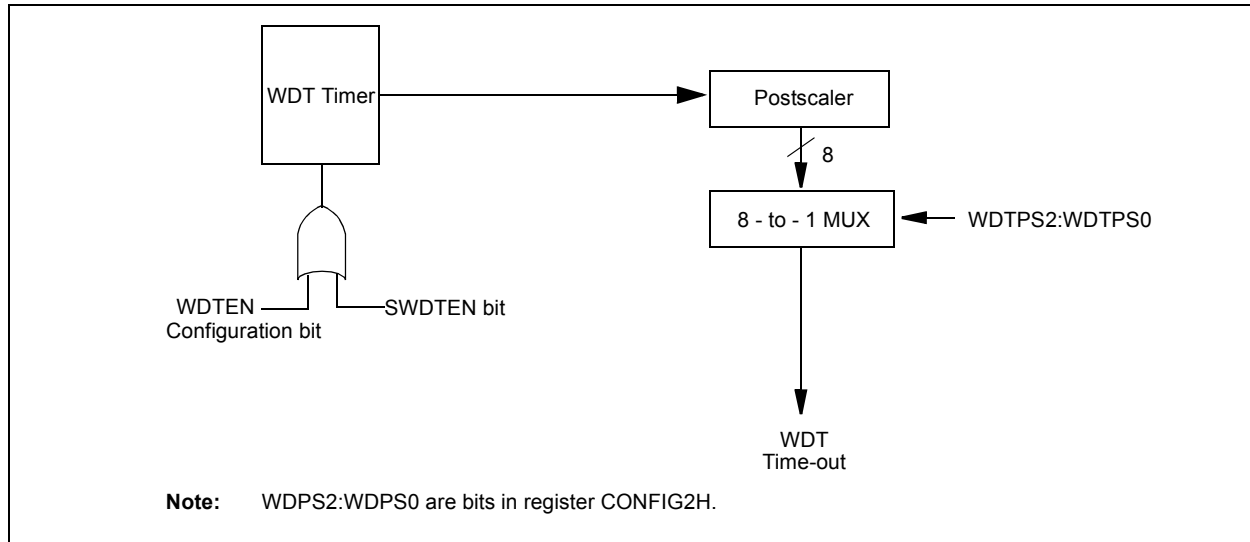 WDT Timer
Postscaler
8
8 - to - 1 MUX
WDTPS2:WDTPS0
WDTEN
Configuration bit
SWDTEN bit
WDT
Time-out
Note: WDPS2:WDPS0 are bits in register CONFIG2H.